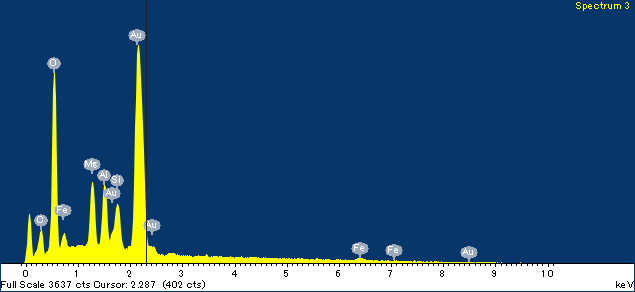 Spectrum 3
Au
O
Mg
Al
Si
Au
Fe
O
Au
Fe
Fe
Au
0 1 2 3 4 5 6 7 8 9 10
Full Scale 3637 cts Cursor: 2.287 (402 cts) keV